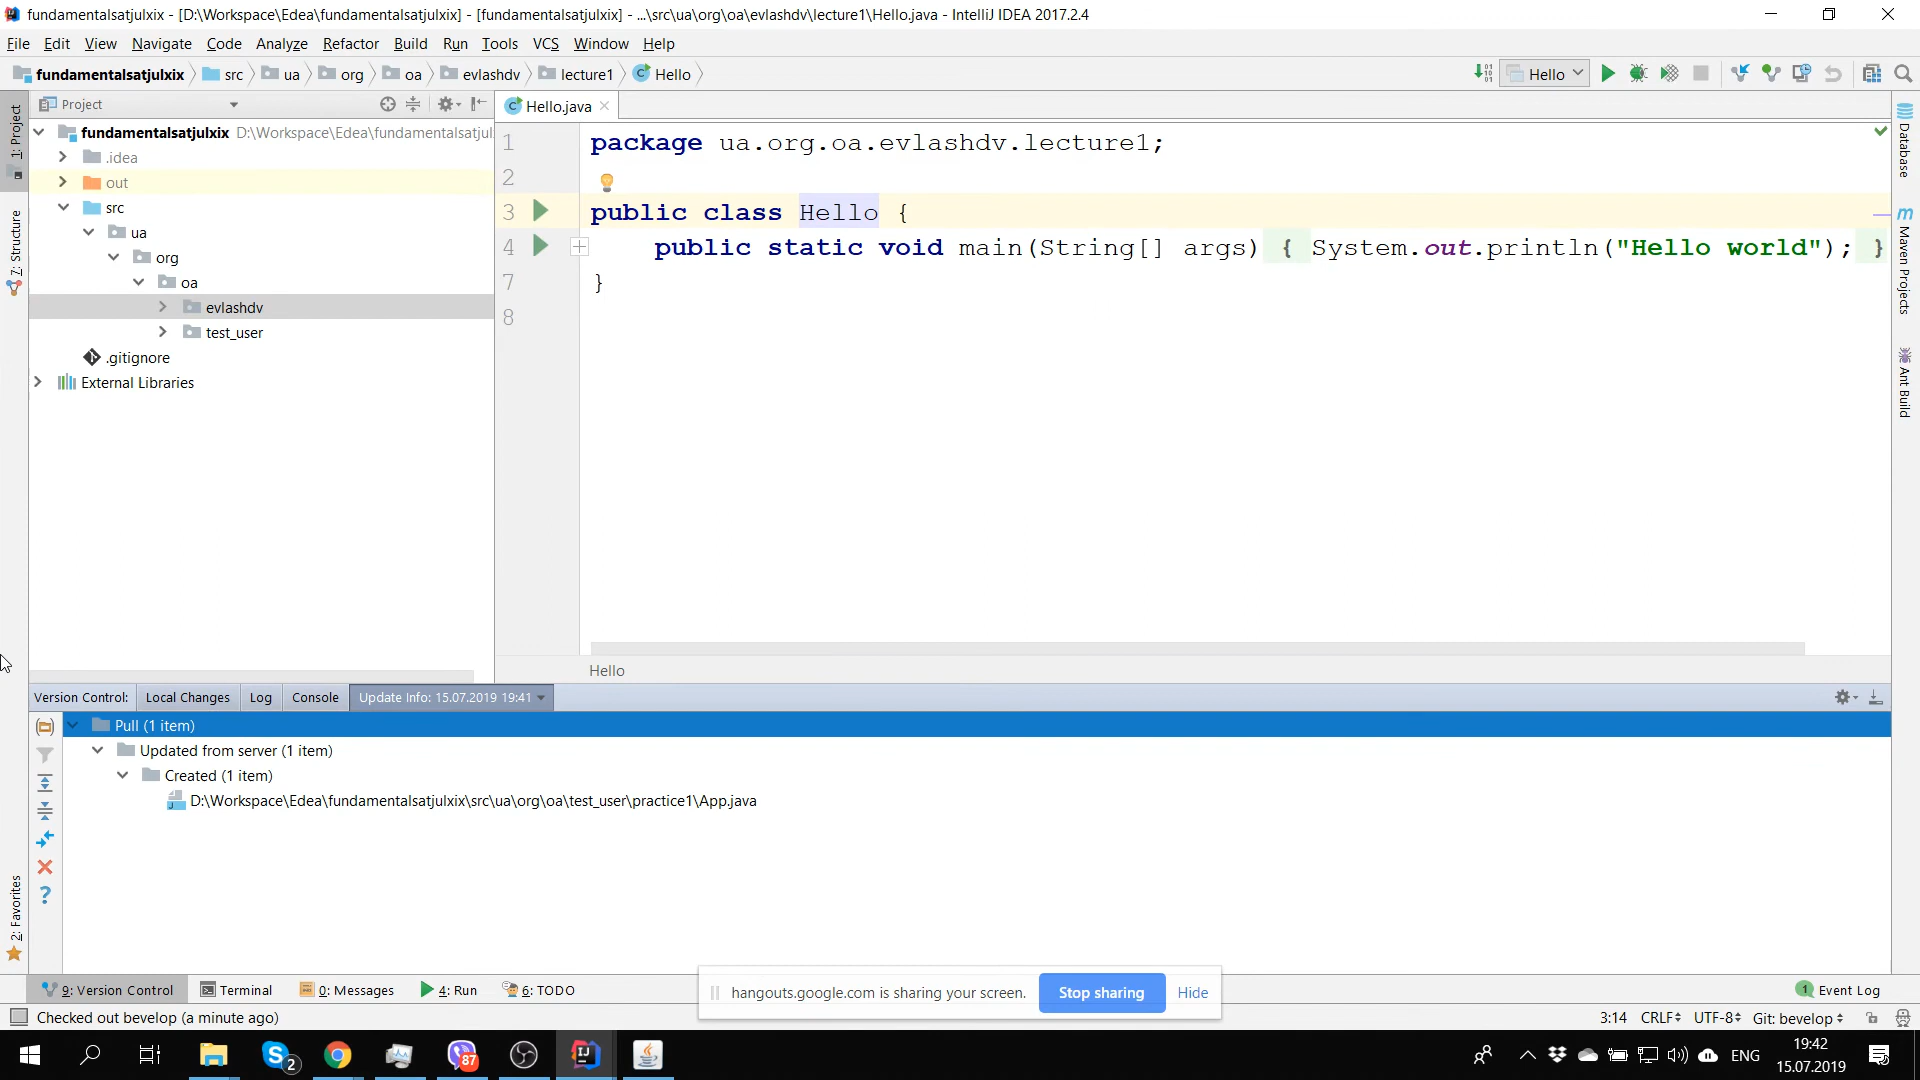 fundamentalsatjulxix - [D:\Workspace\Edea\fundamentalsatjulxix] - [fundamentalsatjulxix] - ...\src\ua\org\oa\evlashdv\lecture1\Hello.java - IntelliJ IDEA 2017.2.4
File Edit View Navigate Code Analyze Refactor Build Run Tools VCS Window Help
fundamentalsatjulxix src ua org oa evlashdv lecture1 Hello
Hello
1: Project
7: Structure
2: Favorites
Project
fundamentalsatjulxix D:\Workspace\Edea\fundamentalsatjul
.idea
out
src
ua
org
oa
evlashdv
test_user
.gitignore
External Libraries
Hello.java
1 package ua.org.oa.evlashdv.lecture1;
2
3 public class Hello {
4 public static void main(String[] args) { System.out.println("Hello world"); }
7 }
8
Hello
Database
Maven Projects
Ant Build
Version Control: Local Changes Log Console Update Info: 15.07.2019 19:41
Pull (1 item)
Updated from server (1 item)
Created (1 item)
D:\Workspace\Edea\fundamentalsatjulxix\src\ua\org\oa\test_user\practice1\App.java
9: Version Control Terminal 0: Messages 4: Run 6: TODO
hangouts.google.com is sharing your screen. Stop sharing Hide
1 Event Log
Checked out bevelop (a minute ago)
3:14 CRLF UTF-8 Git: bevelop
2
87
ENG
19:42
15.07.2019